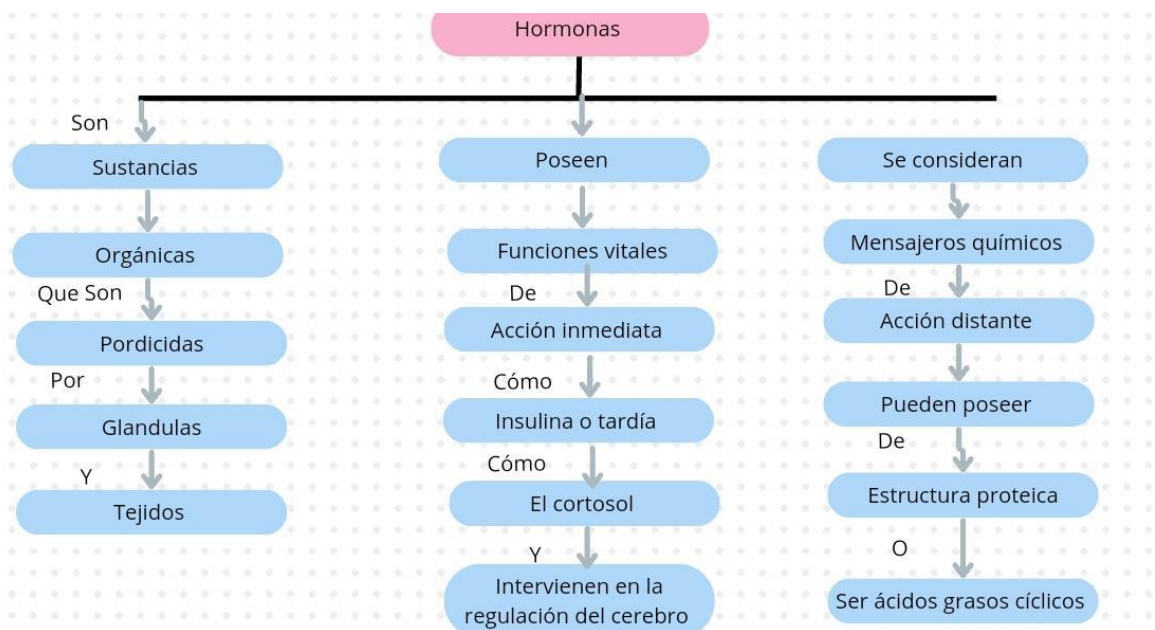 Hormonas
Son
Sustancias
Orgánicas
Que Son
Pordicidas
Por
Glandulas
Y
Tejidos
Poseen
Funciones vitales
De
Acción inmediata
Cómo
Insulina o tardía
Cómo
El cortosol
Y
Intervienen en la
regulación del cerebro
Se consideran
Mensajeros químicos
De
Acción distante
Pueden poseer
De
Estructura proteica
O
Ser ácidos grasos cíclicos